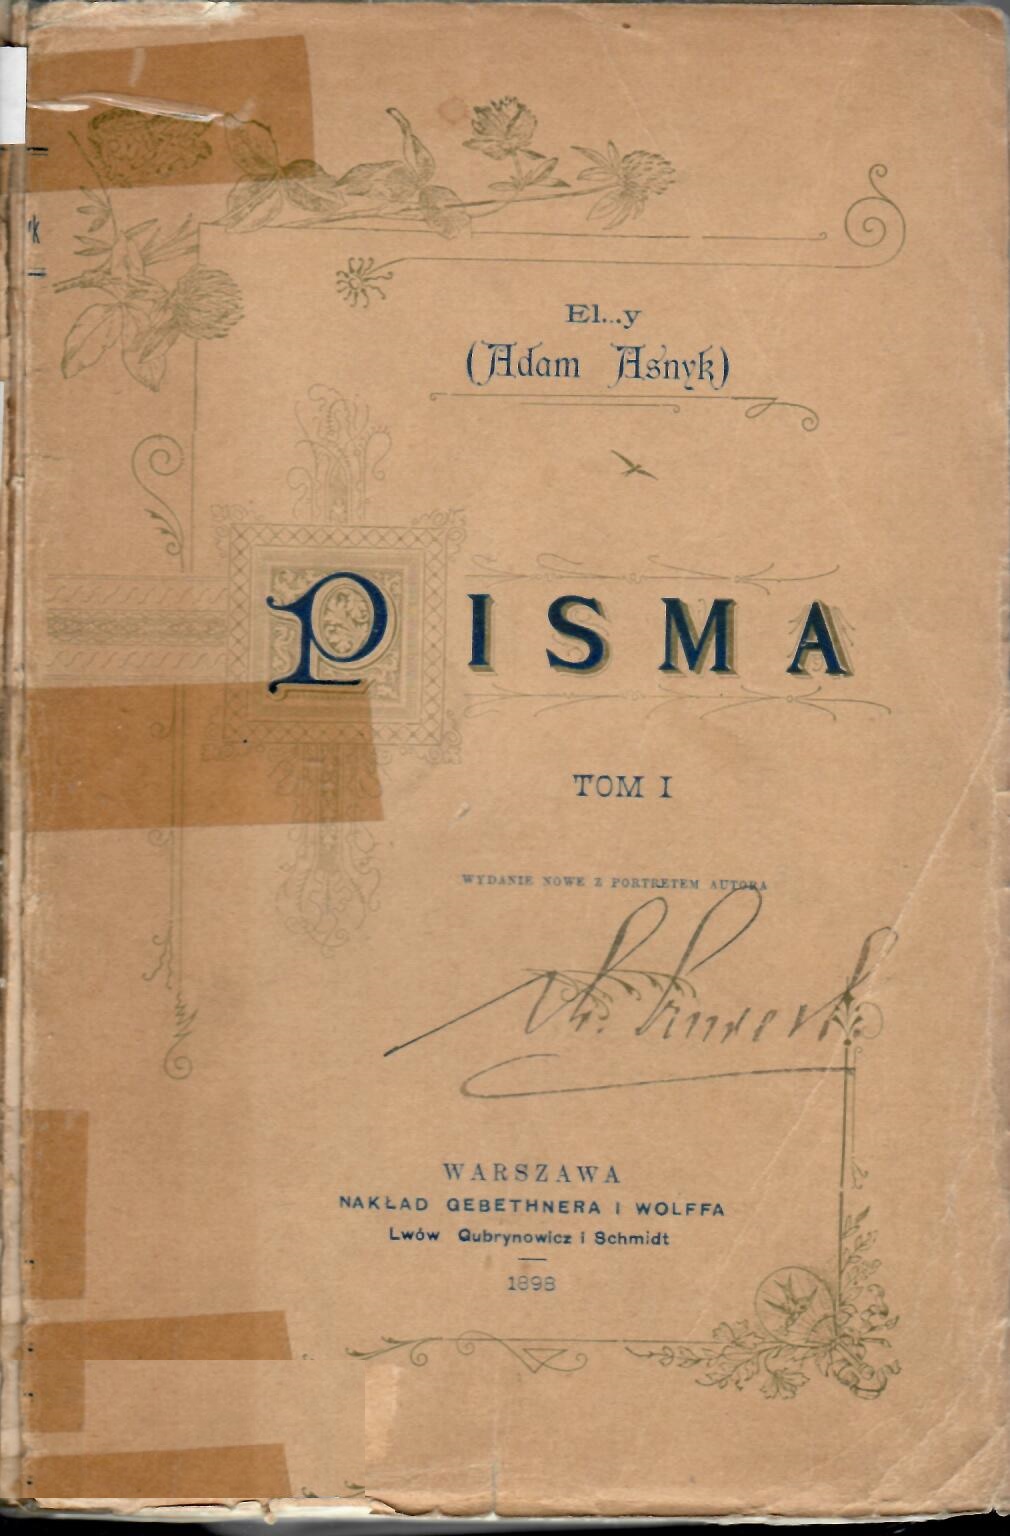 El...y
(Adam Asnyk)
PISMA
TOM I
WYDANIE NOWE Z PORTRETEM AUTORA
WARSZAWA
NAKŁAD GEBETHNERA I WOLFFA
Lwów Gubrynowicz i Schmidt
1898